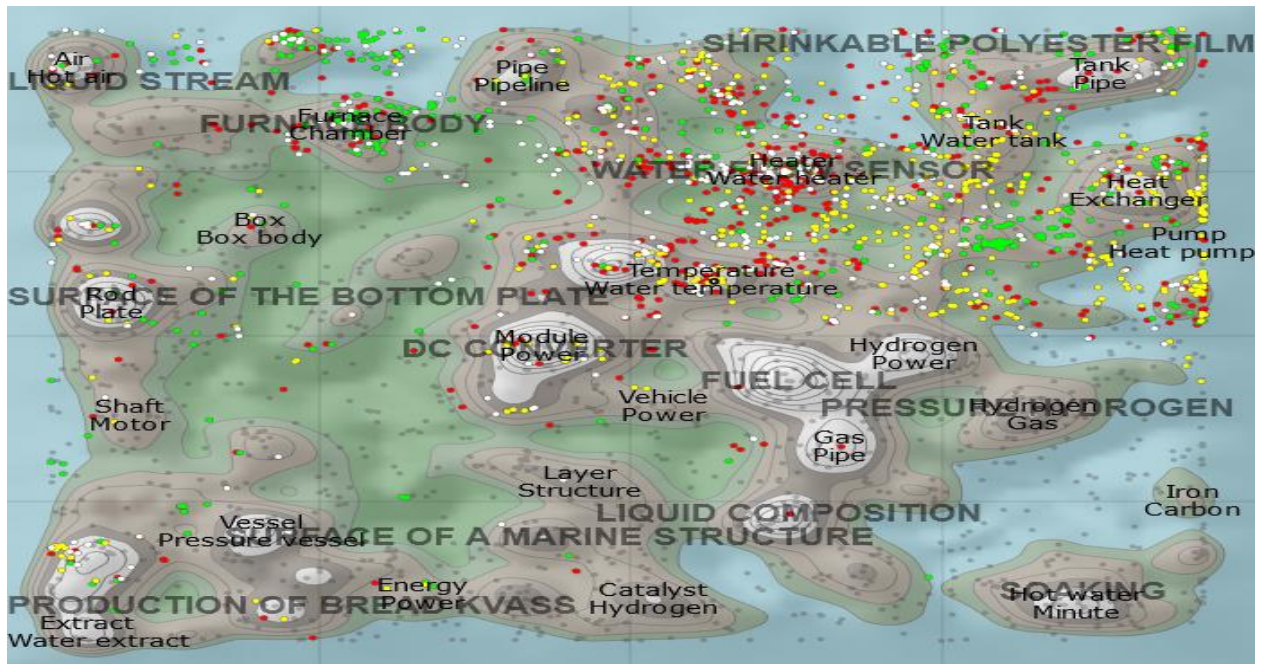 SHRINKABLE POLYESTER FILM
Air
Hot air
Pipe
Pipeline
Tank
Pipe
LIQUID STREAM
Furnace
Chamber
Tank
Water tank
WATER
SENSOR
Heater
Water heater
Heat
Exchanger
Box
Box body
Pump
Heat pump
Temperature
Water temperature
SURFACE OF THE BOTTOM PLATE
Rod
Plate
DC CONVERTER
Module
Power
Hydrogen
Power
FUEL CELL
Vehicle
Power
PRESSURE HYDROGEN
Hydrogen
Gas
Shaft
Motor
Gas
Pipe
Layer
Structure
Iron
Carbon
LIQUID COMPOSITION
Vessel
Pressure vessel
SURFACE OF A MARINE STRUCTURE
Energy
Power
Catalyst
Hydrogen
SOAKING
Hot water
Minute
PRODUCTION OF BREAD KVASS
Extract
Water extract